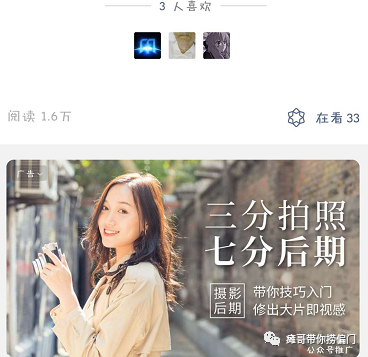 3 人喜欢
阅读 1.6万
在看 33
广告
三分拍照
七分后期
摄影
后期
带你技巧入门
修出大片即视感
瘫哥带你捞偏门
公众号推广